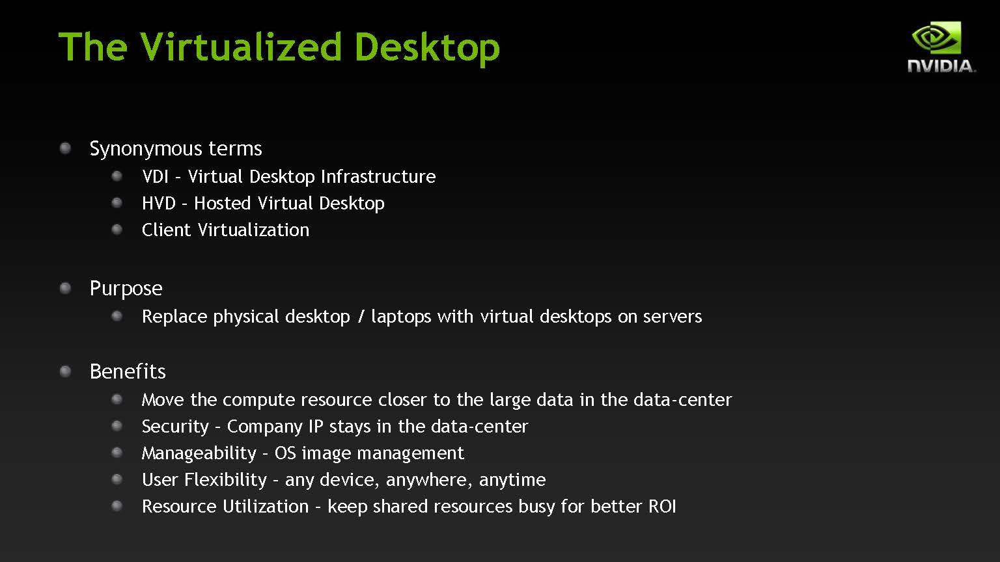 The Virtualized Desktop
NVIDIA.
Synonymous terms
VDI – Virtual Desktop Infrastructure
HVD – Hosted Virtual Desktop
Client Virtualization
Purpose
Replace physical desktop / laptops with virtual desktops on servers
Benefits
Move the compute resource closer to the large data in the data-center
Security – Company IP stays in the data-center
Manageability – OS image management
User Flexibility – any device, anywhere, anytime
Resource Utilization – keep shared resources busy for better ROI